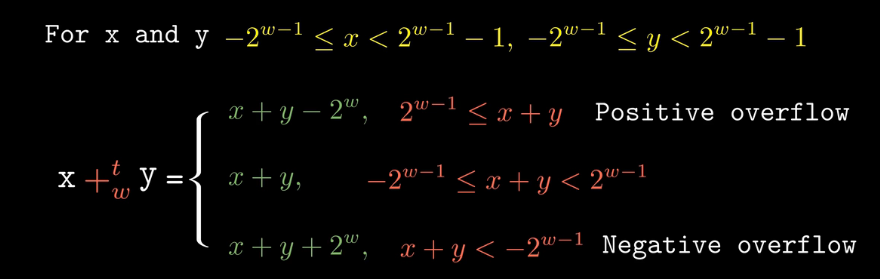 For x and y −2^{w−1} ≤ x < 2^{w−1} − 1, −2^{w−1} ≤ y < 2^{w−1} − 1
x + y − 2^w, 2^{w−1} ≤ x + y Positive overflow
x +^t_w y = { x + y, −2^{w−1} ≤ x + y < 2^{w−1}
x + y + 2^w, x + y < −2^{w−1} Negative overflow